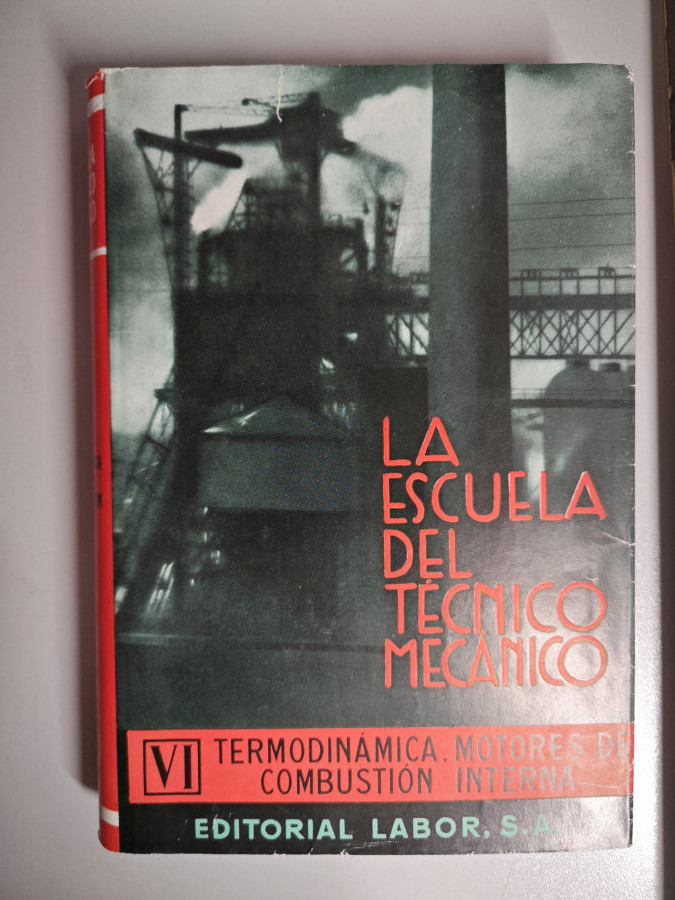 LA
ESCUELA
DEL
TÉCNICO
MECÁNICO
VI
TERMODINÁMICA. MOTORES DE
COMBUSTIÓN INTERNA
EDITORIAL LABOR, S.A.